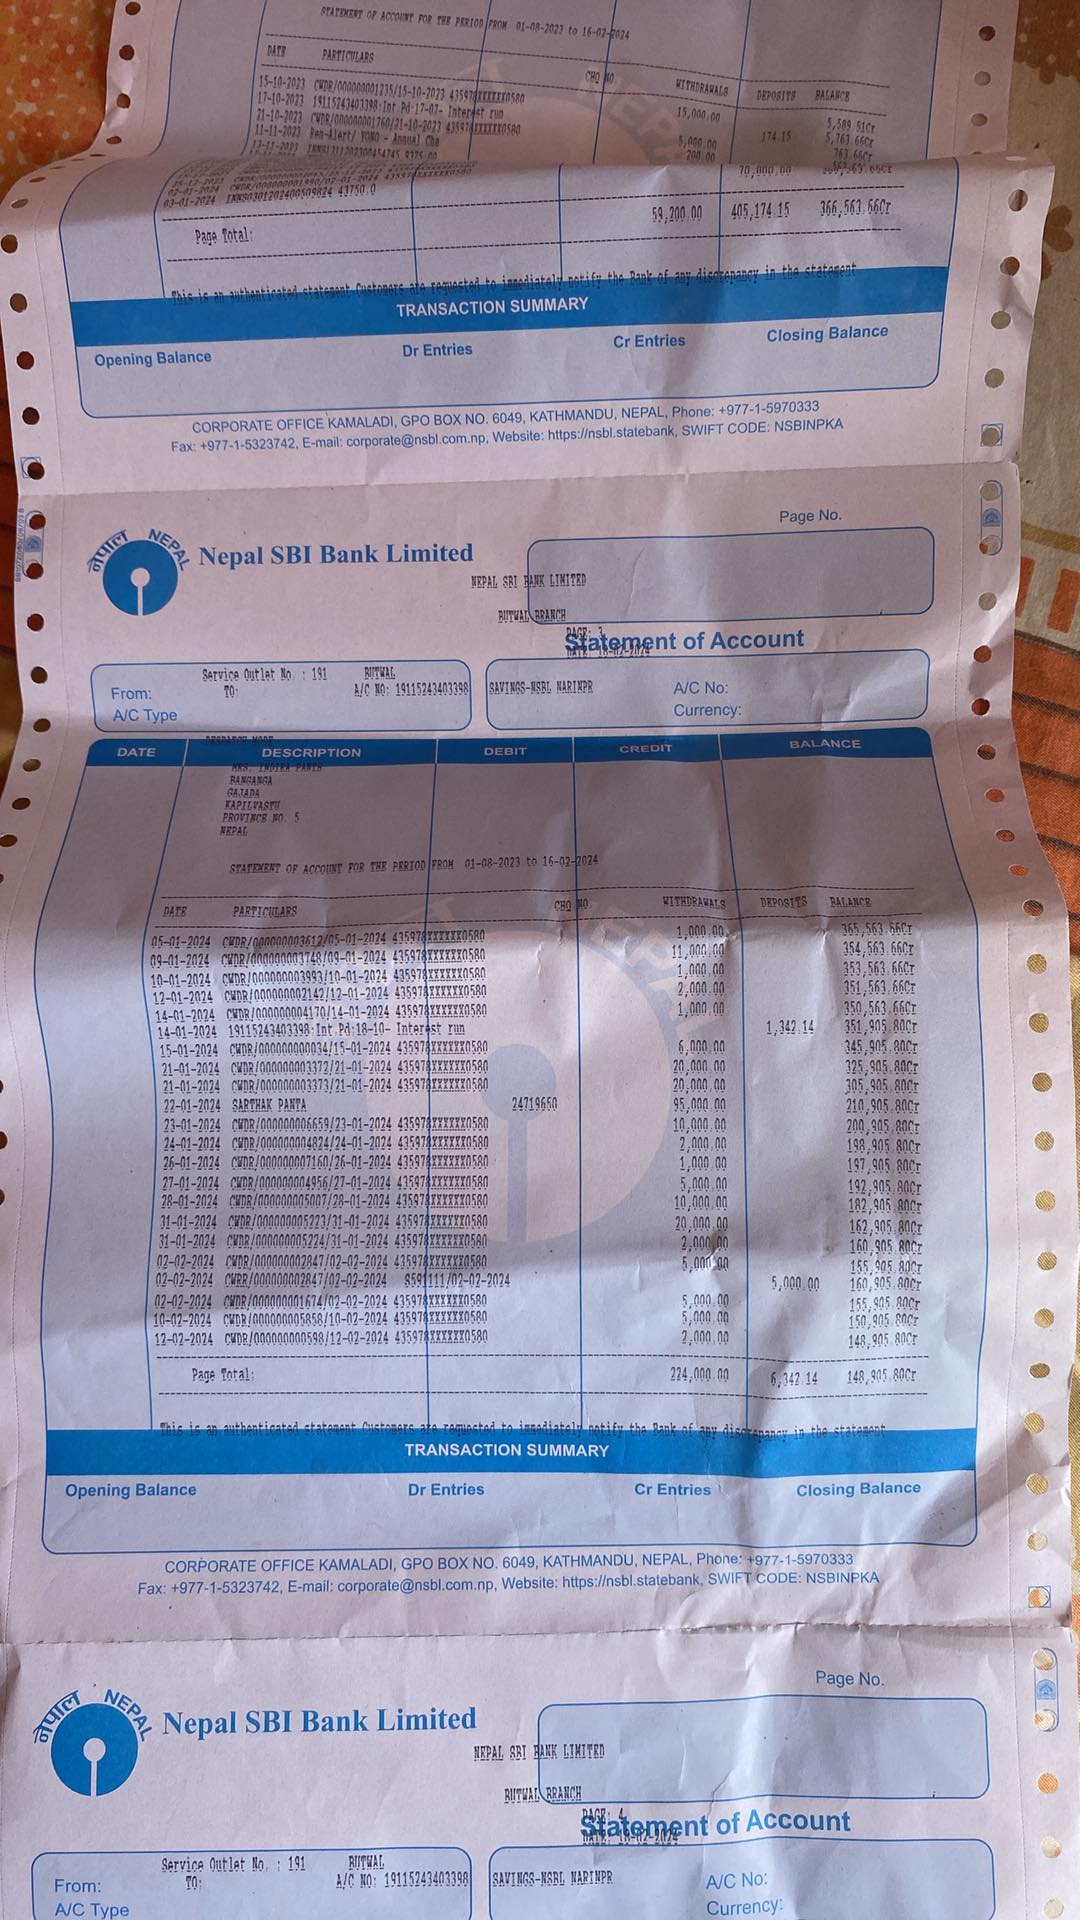 STATEMENT OF ACCOUNT FOR THE PERIOD FROM 01-08-2023 to 16-02-2024
DATE PARTICULARS CHQ NO. WITHDRAWALS DEPOSITS BALANCE
15-10-2023 CWDR/000000001235/15-10-2023 435978XXXXXX0580 15,000.00 5,589.51Cr
17-10-2023 19115243403398:Int.Pd:17-07- Interest run 174.15 5,763.66Cr
21-10-2023 CWDR/000000001760/21-10-2023 435978XXXXXX0580 5,000.00 763.66Cr
11-11-2023 Ren-Alert/ YONO - Annual Cha 200.00
02-01-2024 70,000.00
03-01-2024 43750.0
Page Total: 59,200.00 405,174.15 366,563.66Cr
This is an authenticated statement Customers are requested to immediately notify the Bank of any discrepancy in the statement
TRANSACTION SUMMARY
Opening Balance Dr Entries Cr Entries Closing Balance
CORPORATE OFFICE KAMALADI, GPO BOX NO. 6049, KATHMANDU, NEPAL, Phone: +977-1-5970333
Fax: +977-1-5323742, E-mail: corporate@nsbl.com.np, Website: https://nsbl.statebank, SWIFT CODE: NSBINPKA
Page No.
नेपाल NEPAL
Nepal SBI Bank Limited
NEPAL SBI BANK LIMITED
BUTWAL BRANCH
PAGE: 3
Statement of Account
DATE: 18-02-2024
Service Outlet No. : 191 BUTWAL
From: TO: A/C NO: 19115243403398 SAVINGS-NSBL NARINPR A/C No:
A/C Type Currency:
DESPATCH MODE
DATE DESCRIPTION DEBIT CREDIT BALANCE
MRS. INDIRA PANTA
BANGANGA
GAJADA
KAPILVASTU
PROVINCE NO. 5
NEPAL
STATEMENT OF ACCOUNT FOR THE PERIOD FROM 01-08-2023 to 16-02-2024
DATE PARTICULARS CHQ NO. WITHDRAWALS DEPOSITS BALANCE
05-01-2024 CWDR/000000003612/05-01-2024 435978XXXXXX0580 1,000.00 365,563.66Cr
09-01-2024 CWDR/000000003748/09-01-2024 435978XXXXXX0580 11,000.00 354,563.66Cr
10-01-2024 CWDR/000000003993/10-01-2024 435978XXXXXX0580 1,000.00 353,563.66Cr
12-01-2024 CWDR/000000002142/12-01-2024 435978XXXXXX0580 2,000.00 351,563.66Cr
14-01-2024 CWDR/000000004170/14-01-2024 435978XXXXXX0580 1,000.00 350,563.66Cr
14-01-2024 19115243403398:Int.Pd:18-10- Interest run 1,342.14 351,905.80Cr
15-01-2024 CWDR/000000000034/15-01-2024 435978XXXXXX0580 6,000.00 345,905.80Cr
21-01-2024 CWDR/000000003372/21-01-2024 435978XXXXXX0580 20,000.00 325,905.80Cr
21-01-2024 CWDR/000000003373/21-01-2024 435978XXXXXX0580 20,000.00 305,905.80Cr
22-01-2024 SARTHAK PANTA 24719650 95,000.00 210,905.80Cr
23-01-2024 CWDR/000000006659/23-01-2024 435978XXXXXX0580 10,000.00 200,905.80Cr
24-01-2024 CWDR/000000004824/24-01-2024 435978XXXXXX0580 2,000.00 198,905.80Cr
26-01-2024 CWDR/000000007160/26-01-2024 435978XXXXXX0580 1,000.00 197,905.80Cr
27-01-2024 CWDR/000000004956/27-01-2024 435978XXXXXX0580 5,000.00 192,905.80Cr
28-01-2024 CWDR/000000005007/28-01-2024 435978XXXXXX0580 10,000.00 182,905.80Cr
31-01-2024 CWDR/000000005223/31-01-2024 435978XXXXXX0580 20,000.00 162,905.80Cr
31-01-2024 CWDR/000000005224/31-01-2024 435978XXXXXX0580 2,000.00 160,905.80Cr
02-02-2024 CWDR/000000002847/02-02-2024 435978XXXXXX0580 5,000.00 155,905.80Cr
02-02-2024 CWRR/000000002847/02-02-2024 8591111/02-02-2024 5,000.00 160,905.80Cr
02-02-2024 CWDR/000000001674/02-02-2024 435978XXXXXX0580 5,000.00 155,905.80Cr
10-02-2024 CWDR/000000005858/10-02-2024 435978XXXXXX0580 5,000.00 150,905.80Cr
12-02-2024 CWDR/000000000598/12-02-2024 435978XXXXXX0580 2,000.00 148,905.80Cr
Page Total: 224,000.00 6,342.14 148,905.80Cr
This is an authenticated statement Customers are requested to immediately notify the Bank of any discrepancy in the statement
TRANSACTION SUMMARY
Opening Balance Dr Entries Cr Entries Closing Balance
CORPORATE OFFICE KAMALADI, GPO BOX NO. 6049, KATHMANDU, NEPAL, Phone: +977-1-5970333
Fax: +977-1-5323742, E-mail: corporate@nsbl.com.np, Website: https://nsbl.statebank, SWIFT CODE: NSBINPKA
Page No.
नेपाल NEPAL
Nepal SBI Bank Limited
NEPAL SBI BANK LIMITED
BUTWAL BRANCH
PAGE: 4
Statement of Account
DATE: 18-02-2024
Service Outlet No. : 191 BUTWAL
From: TO: A/C NO: 19115243403398 SAVINGS-NSBL NARINPR A/C No:
A/C Type Currency: